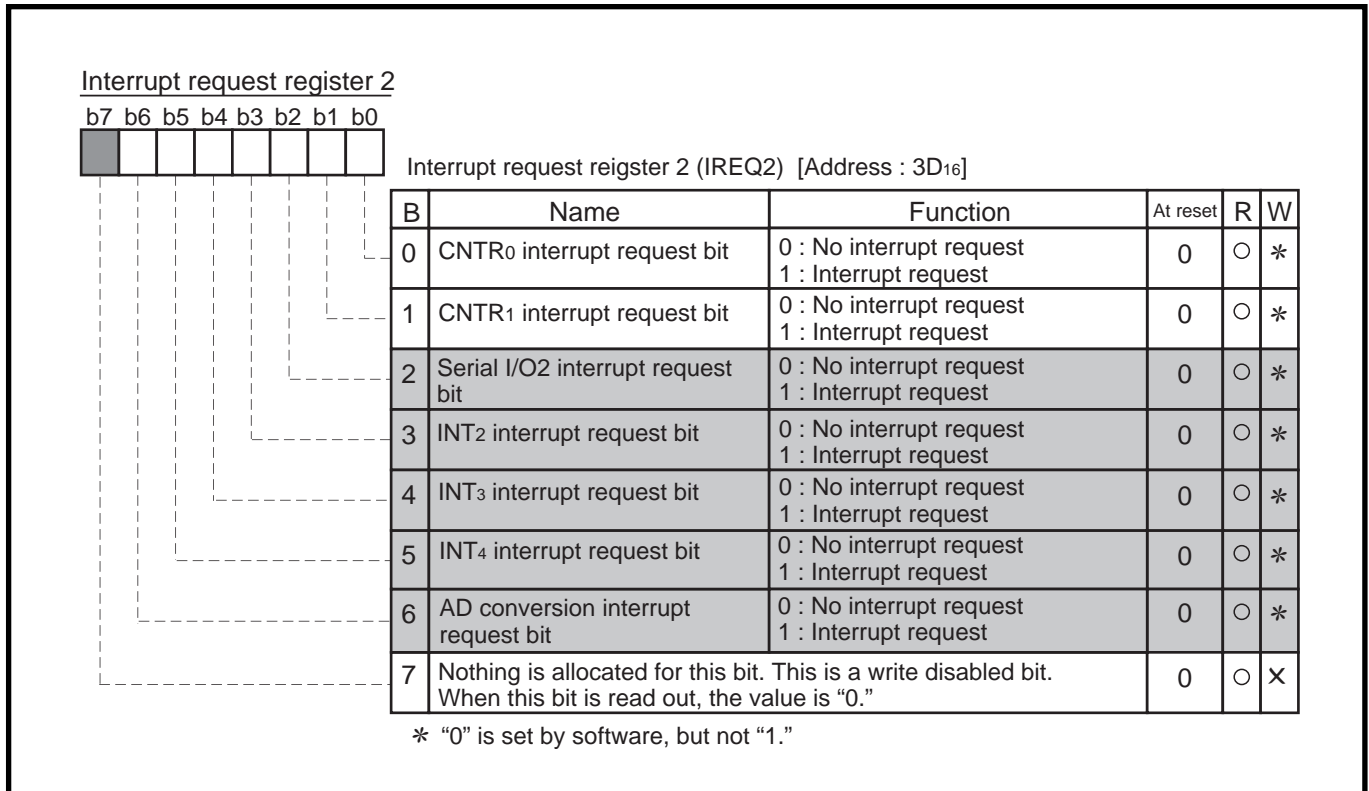 Interrupt request register 2
b7 b6 b5 b4 b3 b2 b1 b0
Interrupt request reigster 2 (IREQ2) [Address : 3D16]
B Name Function At reset R W
0 CNTR0 interrupt request bit 0 : No interrupt request 0 ○ *
1 : Interrupt request
1 CNTR1 interrupt request bit 0 : No interrupt request 0 ○ *
1 : Interrupt request
2 Serial I/O2 interrupt request 0 : No interrupt request 0 ○ *
bit 1 : Interrupt request
3 INT2 interrupt request bit 0 : No interrupt request 0 ○ *
1 : Interrupt request
4 INT3 interrupt request bit 0 : No interrupt request 0 ○ *
1 : Interrupt request
5 INT4 interrupt request bit 0 : No interrupt request 0 ○ *
1 : Interrupt request
6 AD conversion interrupt 0 : No interrupt request 0 ○ *
request bit 1 : Interrupt request
7 Nothing is allocated for this bit. This is a write disabled bit. 0 ○ ×
When this bit is read out, the value is “0.”
* “0” is set by software, but not “1.”